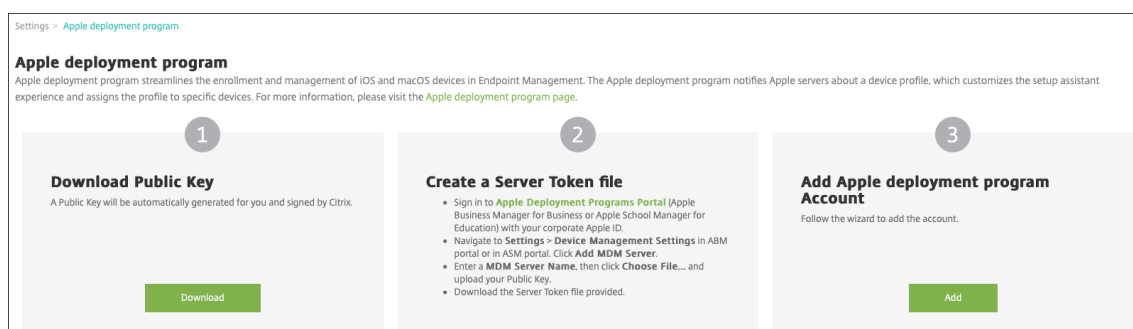 Settings > Apple deployment program
Apple deployment program
Apple deployment program streamlines the enrollment and management of iOS and macOS devices in Endpoint Management. The Apple deployment program notifies Apple servers about a device profile, which customizes the setup assistant
experience and assigns the profile to specific devices. For more information, please visit the Apple deployment program page.
1
Download Public Key
A Public Key will be automatically generated for you and signed by Citrix.
Download
2
Create a Server Token file
• Sign in to Apple Deployment Programs Portal (Apple
Business Manager for Business or Apple School Manager for
Education) with your corporate Apple ID.
• Navigate to Settings > Device Management Settings in ABM
portal or in ASM portal. Click Add MDM Server.
• Enter a MDM Server Name, then click Choose File... and
upload your Public Key.
• Download the Server Token file provided.
3
Add Apple deployment program
Account
Follow the wizard to add the account.
Add